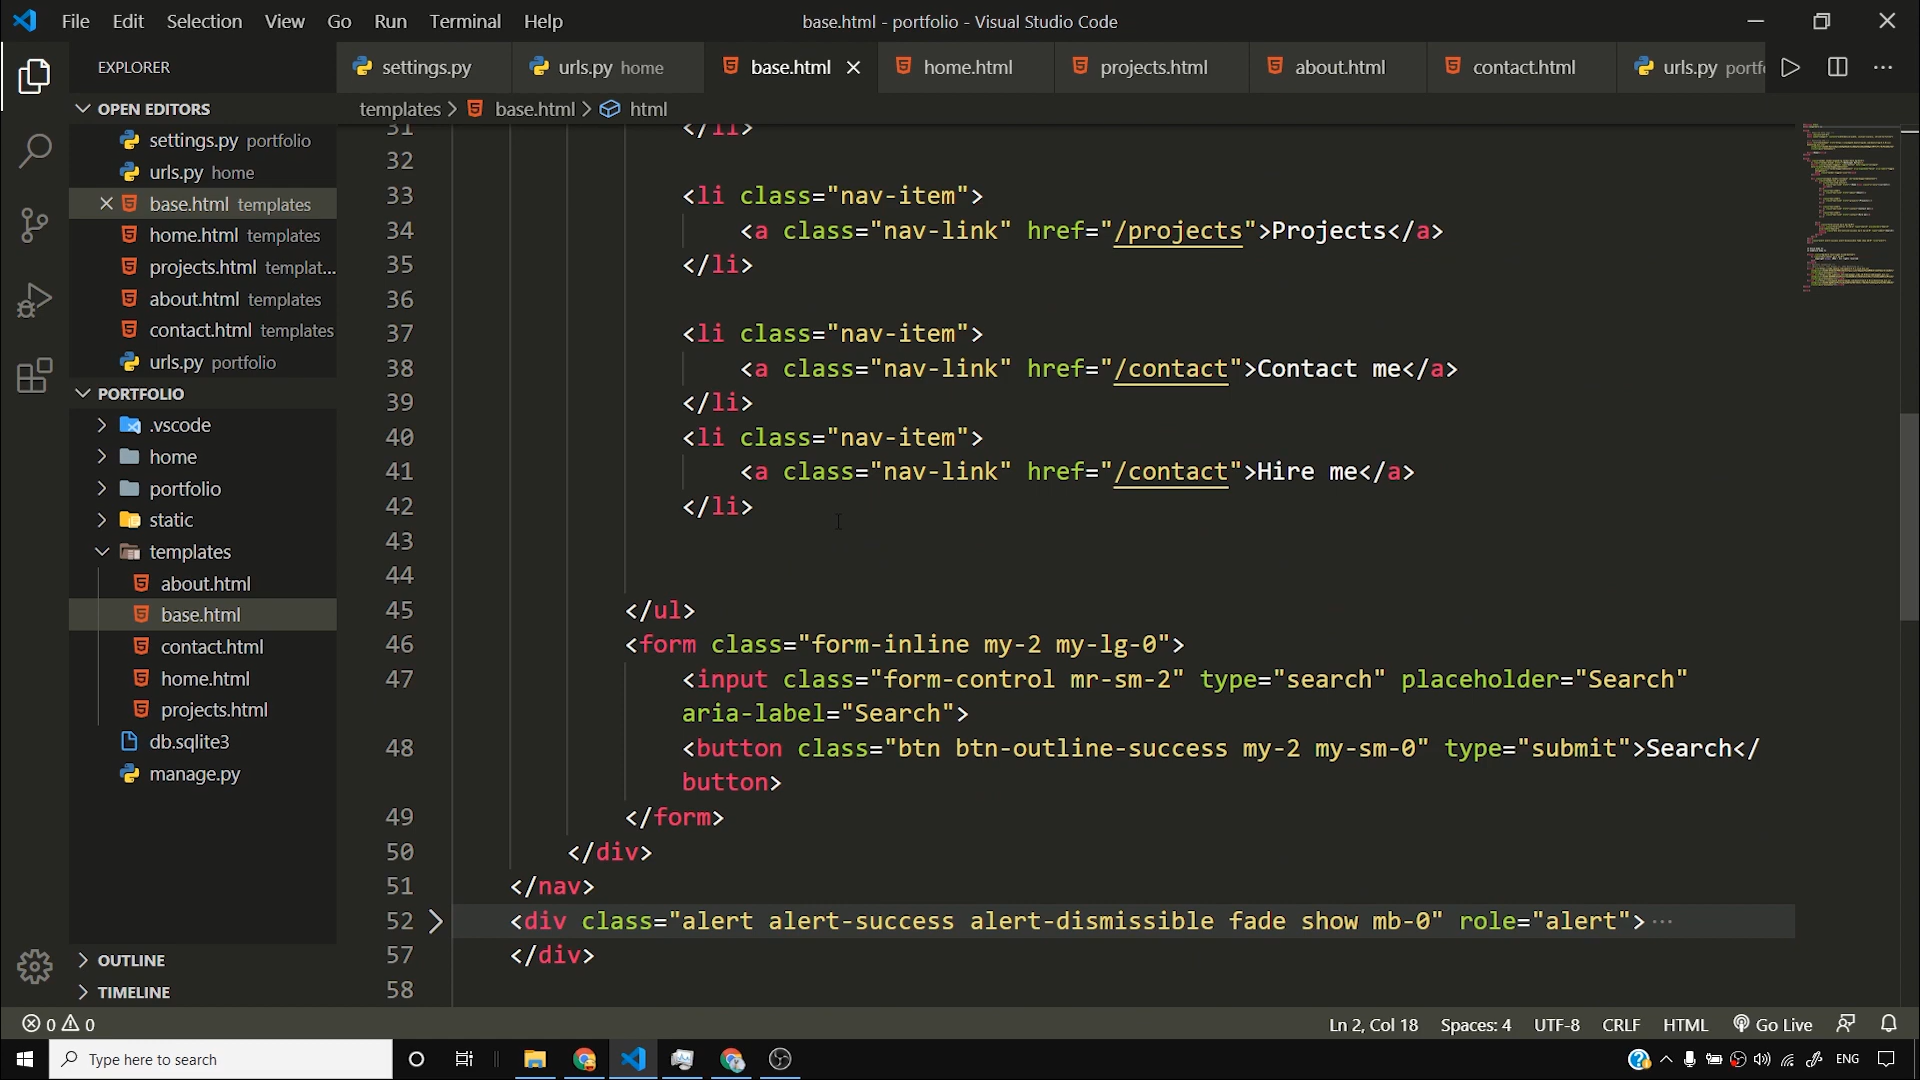 File Edit Selection View Go Run Terminal Help base.html - portfolio - Visual Studio Code
EXPLORER
settings.py urls.py home base.html home.html projects.html about.html contact.html urls.py portf
templates > base.html > html
OPEN EDITORS
settings.py portfolio
urls.py home
base.html templates
home.html templates
projects.html templat...
about.html templates
contact.html templates
urls.py portfolio
PORTFOLIO
.vscode
home
portfolio
static
templates
about.html
base.html
contact.html
home.html
projects.html
db.sqlite3
manage.py
OUTLINE
TIMELINE
31 </li>
32
33 <li class="nav-item">
34 <a class="nav-link" href="/projects">Projects</a>
35 </li>
36
37 <li class="nav-item">
38 <a class="nav-link" href="/contact">Contact me</a>
39 </li>
40 <li class="nav-item">
41 <a class="nav-link" href="/contact">Hire me</a>
42 </li>
43
44
45 </ul>
46 <form class="form-inline my-2 my-lg-0">
47 <input class="form-control mr-sm-2" type="search" placeholder="Search"
aria-label="Search">
48 <button class="btn btn-outline-success my-2 my-sm-0" type="submit">Search</
button>
49 </form>
50 </div>
51 </nav>
52 <div class="alert alert-success alert-dismissible fade show mb-0" role="alert">...
57 </div>
58
0 0 Ln 2, Col 18 Spaces: 4 UTF-8 CRLF HTML Go Live
Type here to search ENG